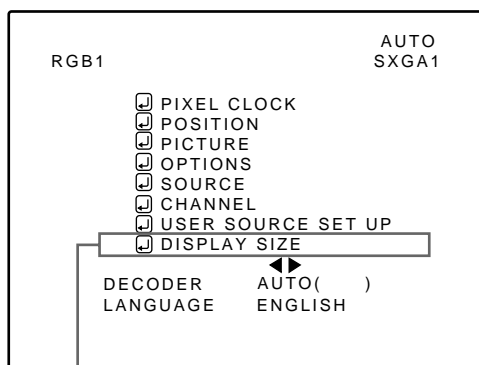 AUTO
RGB1 SXGA1
PIXEL CLOCK
POSITION
PICTURE
OPTIONS
SOURCE
CHANNEL
USER SOURCE SET UP
DISPLAY SIZE
DECODER AUTO( )
LANGUAGE ENGLISH